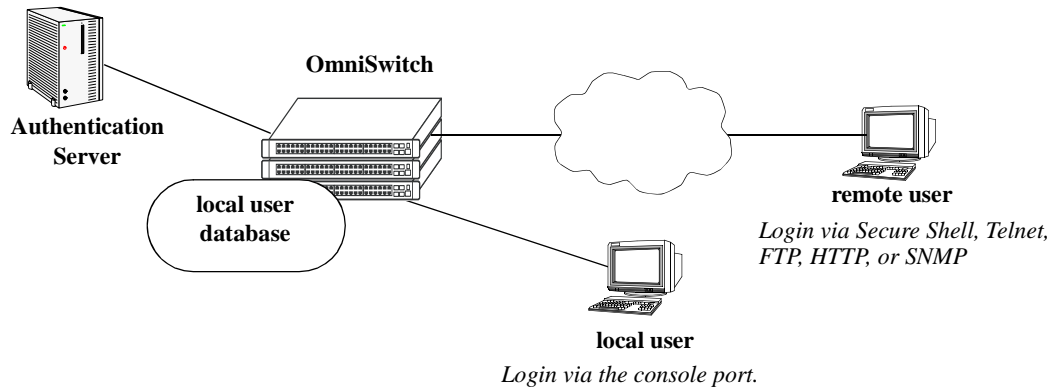 OmniSwitch
Authentication
Server
local user
database
remote user
Login via Secure Shell, Telnet,
FTP, HTTP, or SNMP
local user
Login via the console port.